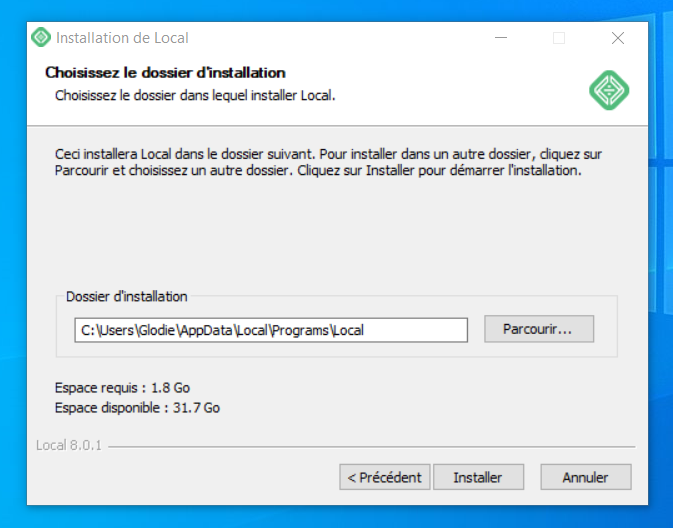 Installation de Local
Choisissez le dossier d'installation
Choisissez le dossier dans lequel installer Local.
Ceci installera Local dans le dossier suivant. Pour installer dans un autre dossier, cliquez sur
Parcourir et choisissez un autre dossier. Cliquez sur Installer pour démarrer l'installation.
Dossier d'installation
C:\Users\Glodie\AppData\Local\Programs\Local
Parcourir...
Espace requis : 1.8 Go
Espace disponible : 31.7 Go
Local 8.0.1
< Précédent
Installer
Annuler